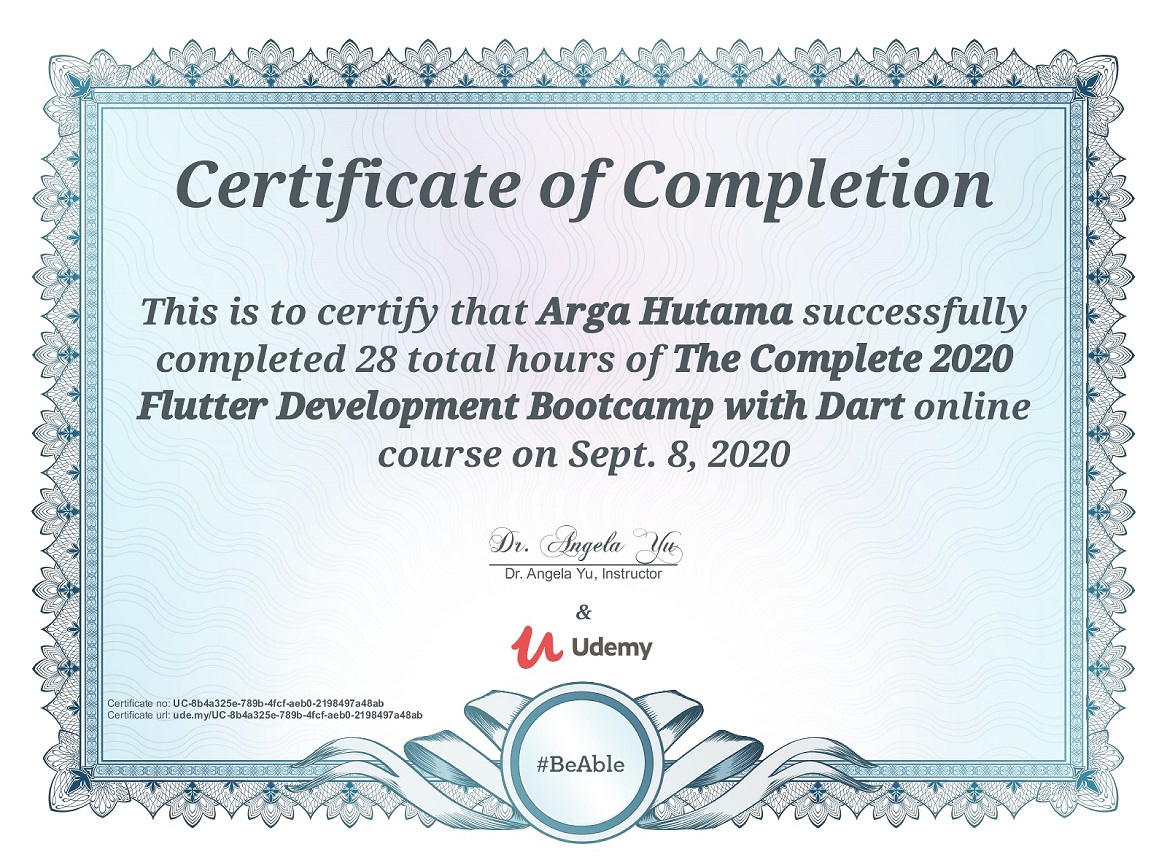 Certificate of Completion
This is to certify that Arga Hutama successfully
completed 28 total hours of The Complete 2020
Flutter Development Bootcamp with Dart online
course on Sept. 8, 2020
Dr. Angela Yu
Dr. Angela Yu, Instructor
&
Udemy
Certificate no: UC-8b4a325e-789b-4fcf-aeb0-2198497a48ab
Certificate url: ude.my/UC-8b4a325e-789b-4fcf-aeb0-2198497a48ab
#BeAble